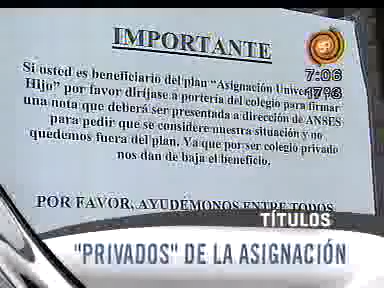 IMPORTANTE
Si usted es beneficiario del plan "Asignación Univer
Hijo" por favor diríjase a portería del colegio para firmar
una nota que deberá ser presentada a dirección de ANSES
para pedir que se considere nuestra situación y no
quedemos fuera del plan. Ya que por ser colegio privado
nos dan de baja el beneficio.
POR FAVOR, AYUDEMONOS ENTRE TODOS
7:06
TÍTULOS
"PRIVADOS" DE LA ASIGNACIÓN